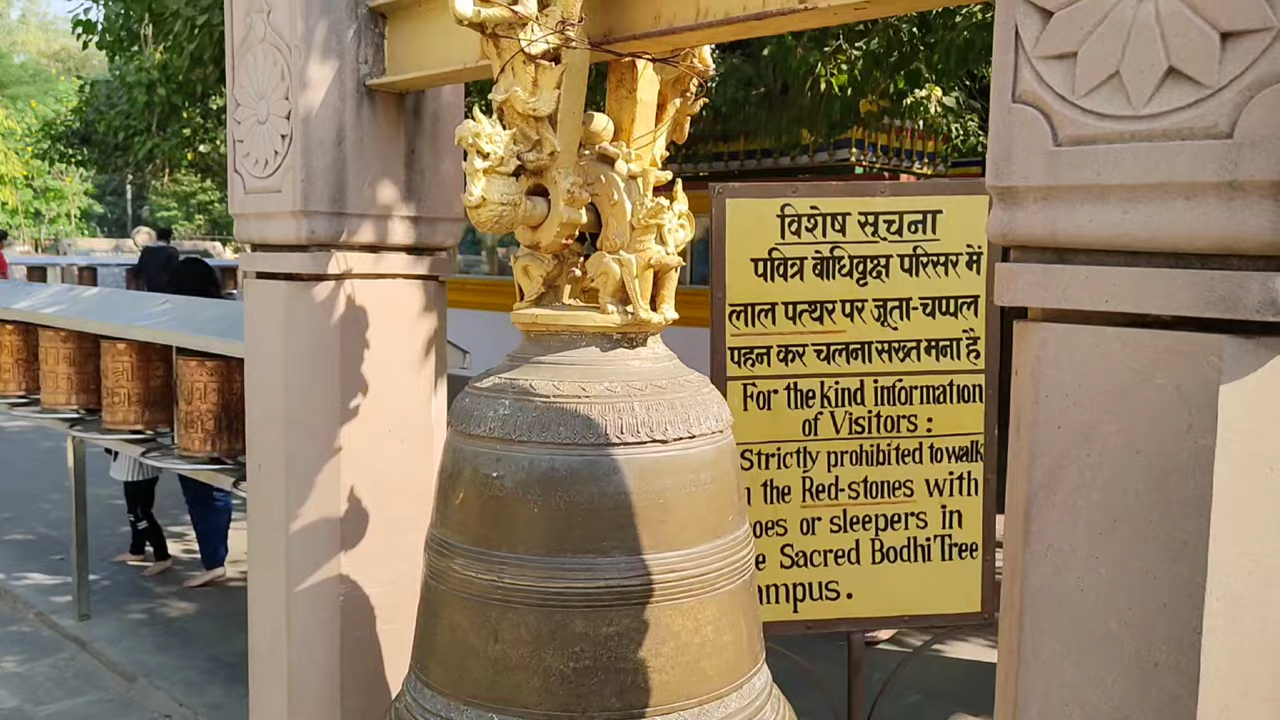 विशेष सूचना
पवित्र बोधिवृक्ष परिसर में
लाल पत्थर पर जूता-चप्पल
पहन कर चलना सख्त मना है
For the kind information
of Visitors :
Strictly prohibited to walk
the Red-stones with
or sleepers in
Sacred Bodhi Tree